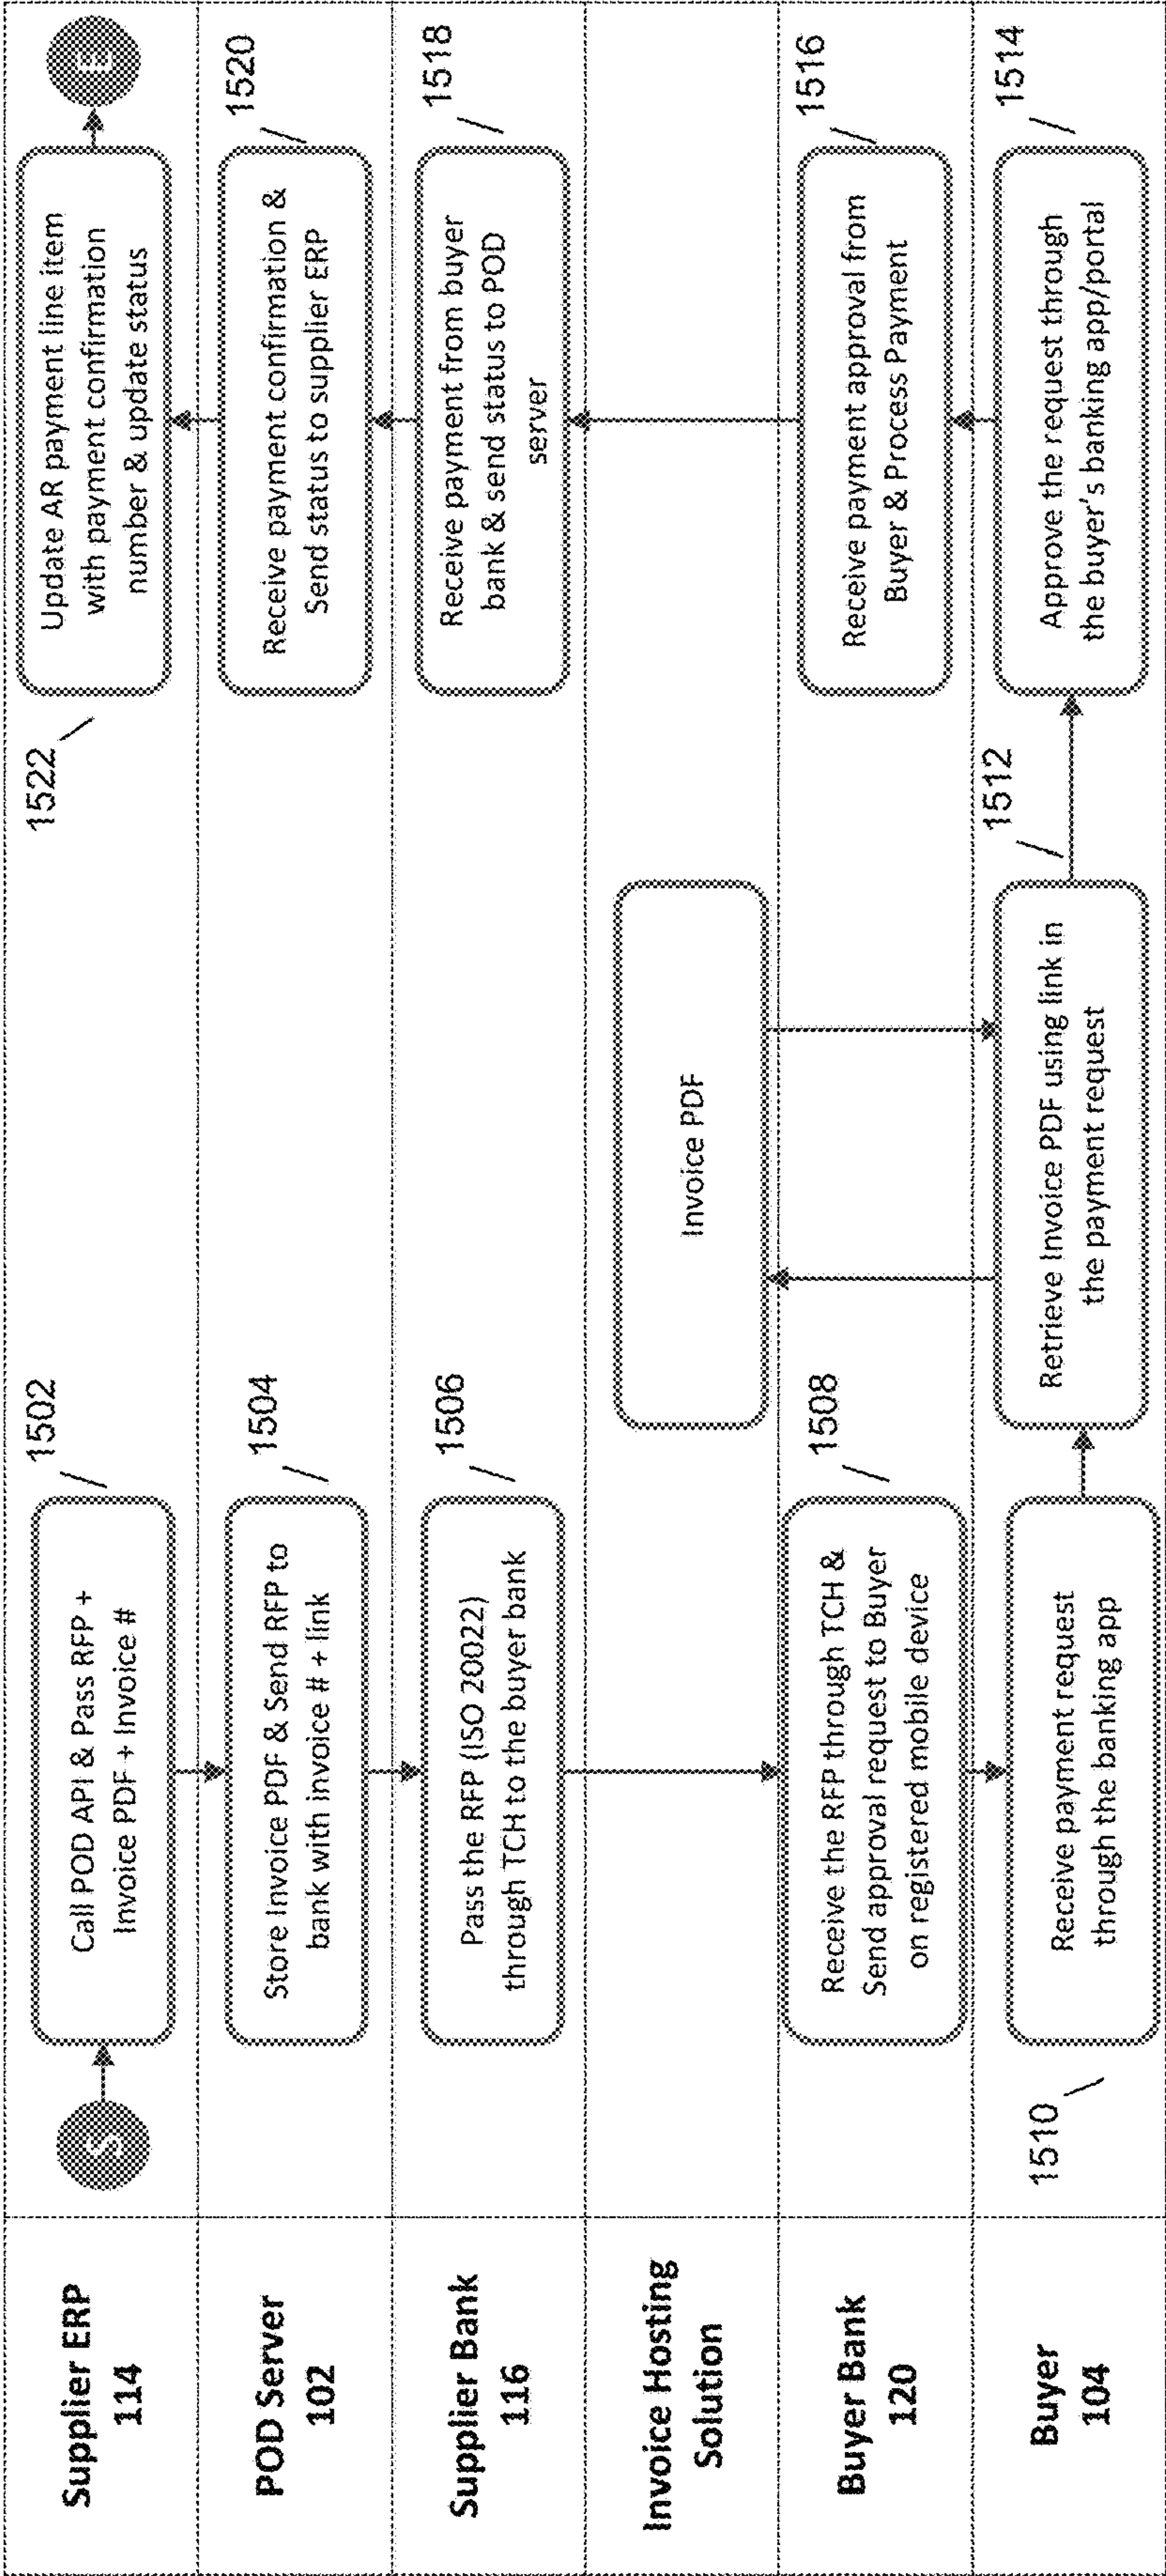 Supplier ERP
114
S
Call POD API & Pass RFP +
Invoice PDF + Invoice #
1502
1522
Update AR payment line item
with payment confirmation
number & update status
E
POD Server
102
Store Invoice PDF & Send RFP to
bank with invoice # + link
1504
Receive payment confirmation &
Send status to supplier ERP
1520
Supplier Bank
116
Pass the RFP (ISO 20022)
through TCH to the buyer bank
1506
Receive payment from buyer
bank & send status to POD
server
1518
Invoice Hosting
Solution
Invoice PDF
Buyer Bank
120
Receive the RFP through TCH &
Send approval request to Buyer
on registered mobile device
1508
Receive payment approval from
Buyer & Process Payment
1516
Buyer
104
1510
Receive payment request
through the banking app
Retrieve Invoice PDF using link in
the payment request
1512
Approve the request through
the buyer's banking app/portal
1514